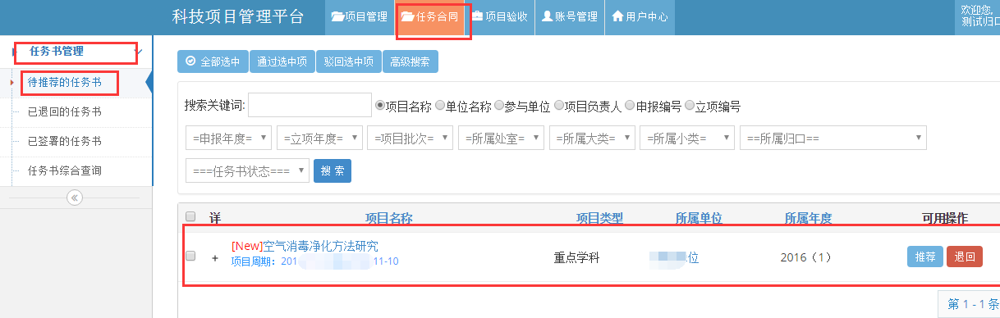 科技项目管理平台 项目管理 任务合同 项目验收 账号管理 用户中心 欢迎您,
测试归口
任务书管理
待推荐的任务书
已退回的任务书
已签署的任务书
任务书综合查询
全部选中 通过选中项 驳回选中项 高级搜索
搜索关键词: 项目名称 单位名称 参与单位 项目负责人 申报编号 立项编号
=申报年度= =立项年度= =项目批次= =所属处室= =所属大类= =所属小类= ==所属归口==
===任务书状态=== 搜 索
详 项目名称 项目类型 所属单位 所属年度 可用操作
+ [New]空气消毒净化方法研究 重点学科 位 2016（1） 推荐 退回
项目周期：201 11-10
第 1 - 1 条